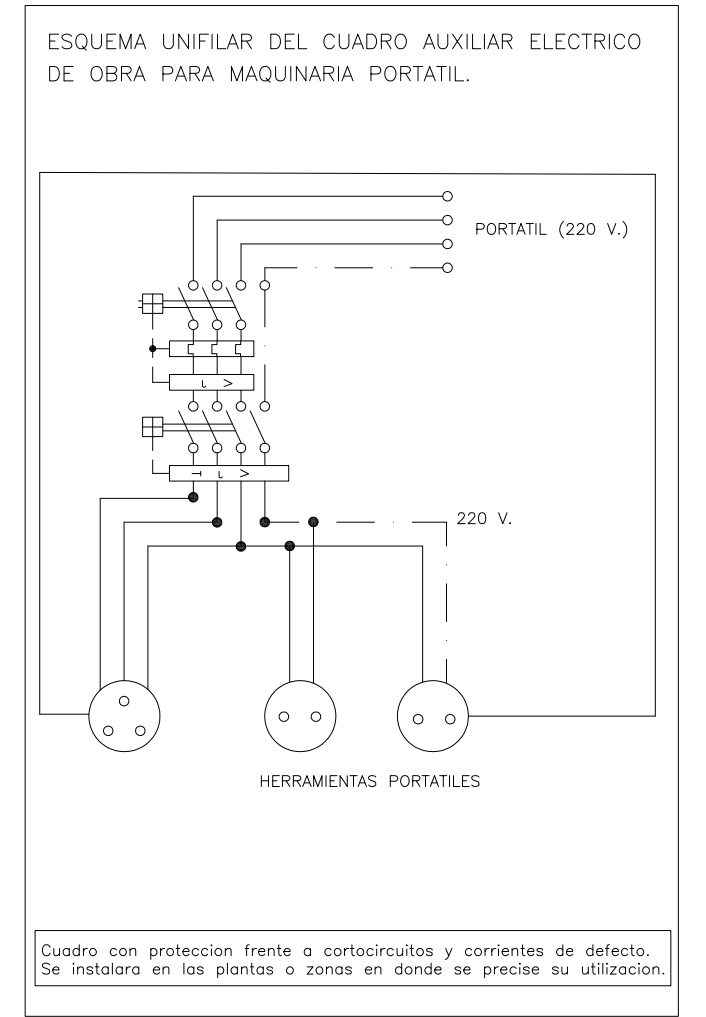 ESQUEMA UNIFILAR DEL CUADRO AUXILIAR ELECTRICO
DE OBRA PARA MAQUINARIA PORTATIL.
PORTATIL (220 V.)
220 V.
HERRAMIENTAS PORTATILES
Cuadro con proteccion frente a cortocircuitos y corrientes de defecto.
Se instalara en las plantas o zonas en donde se precise su utilizacion.